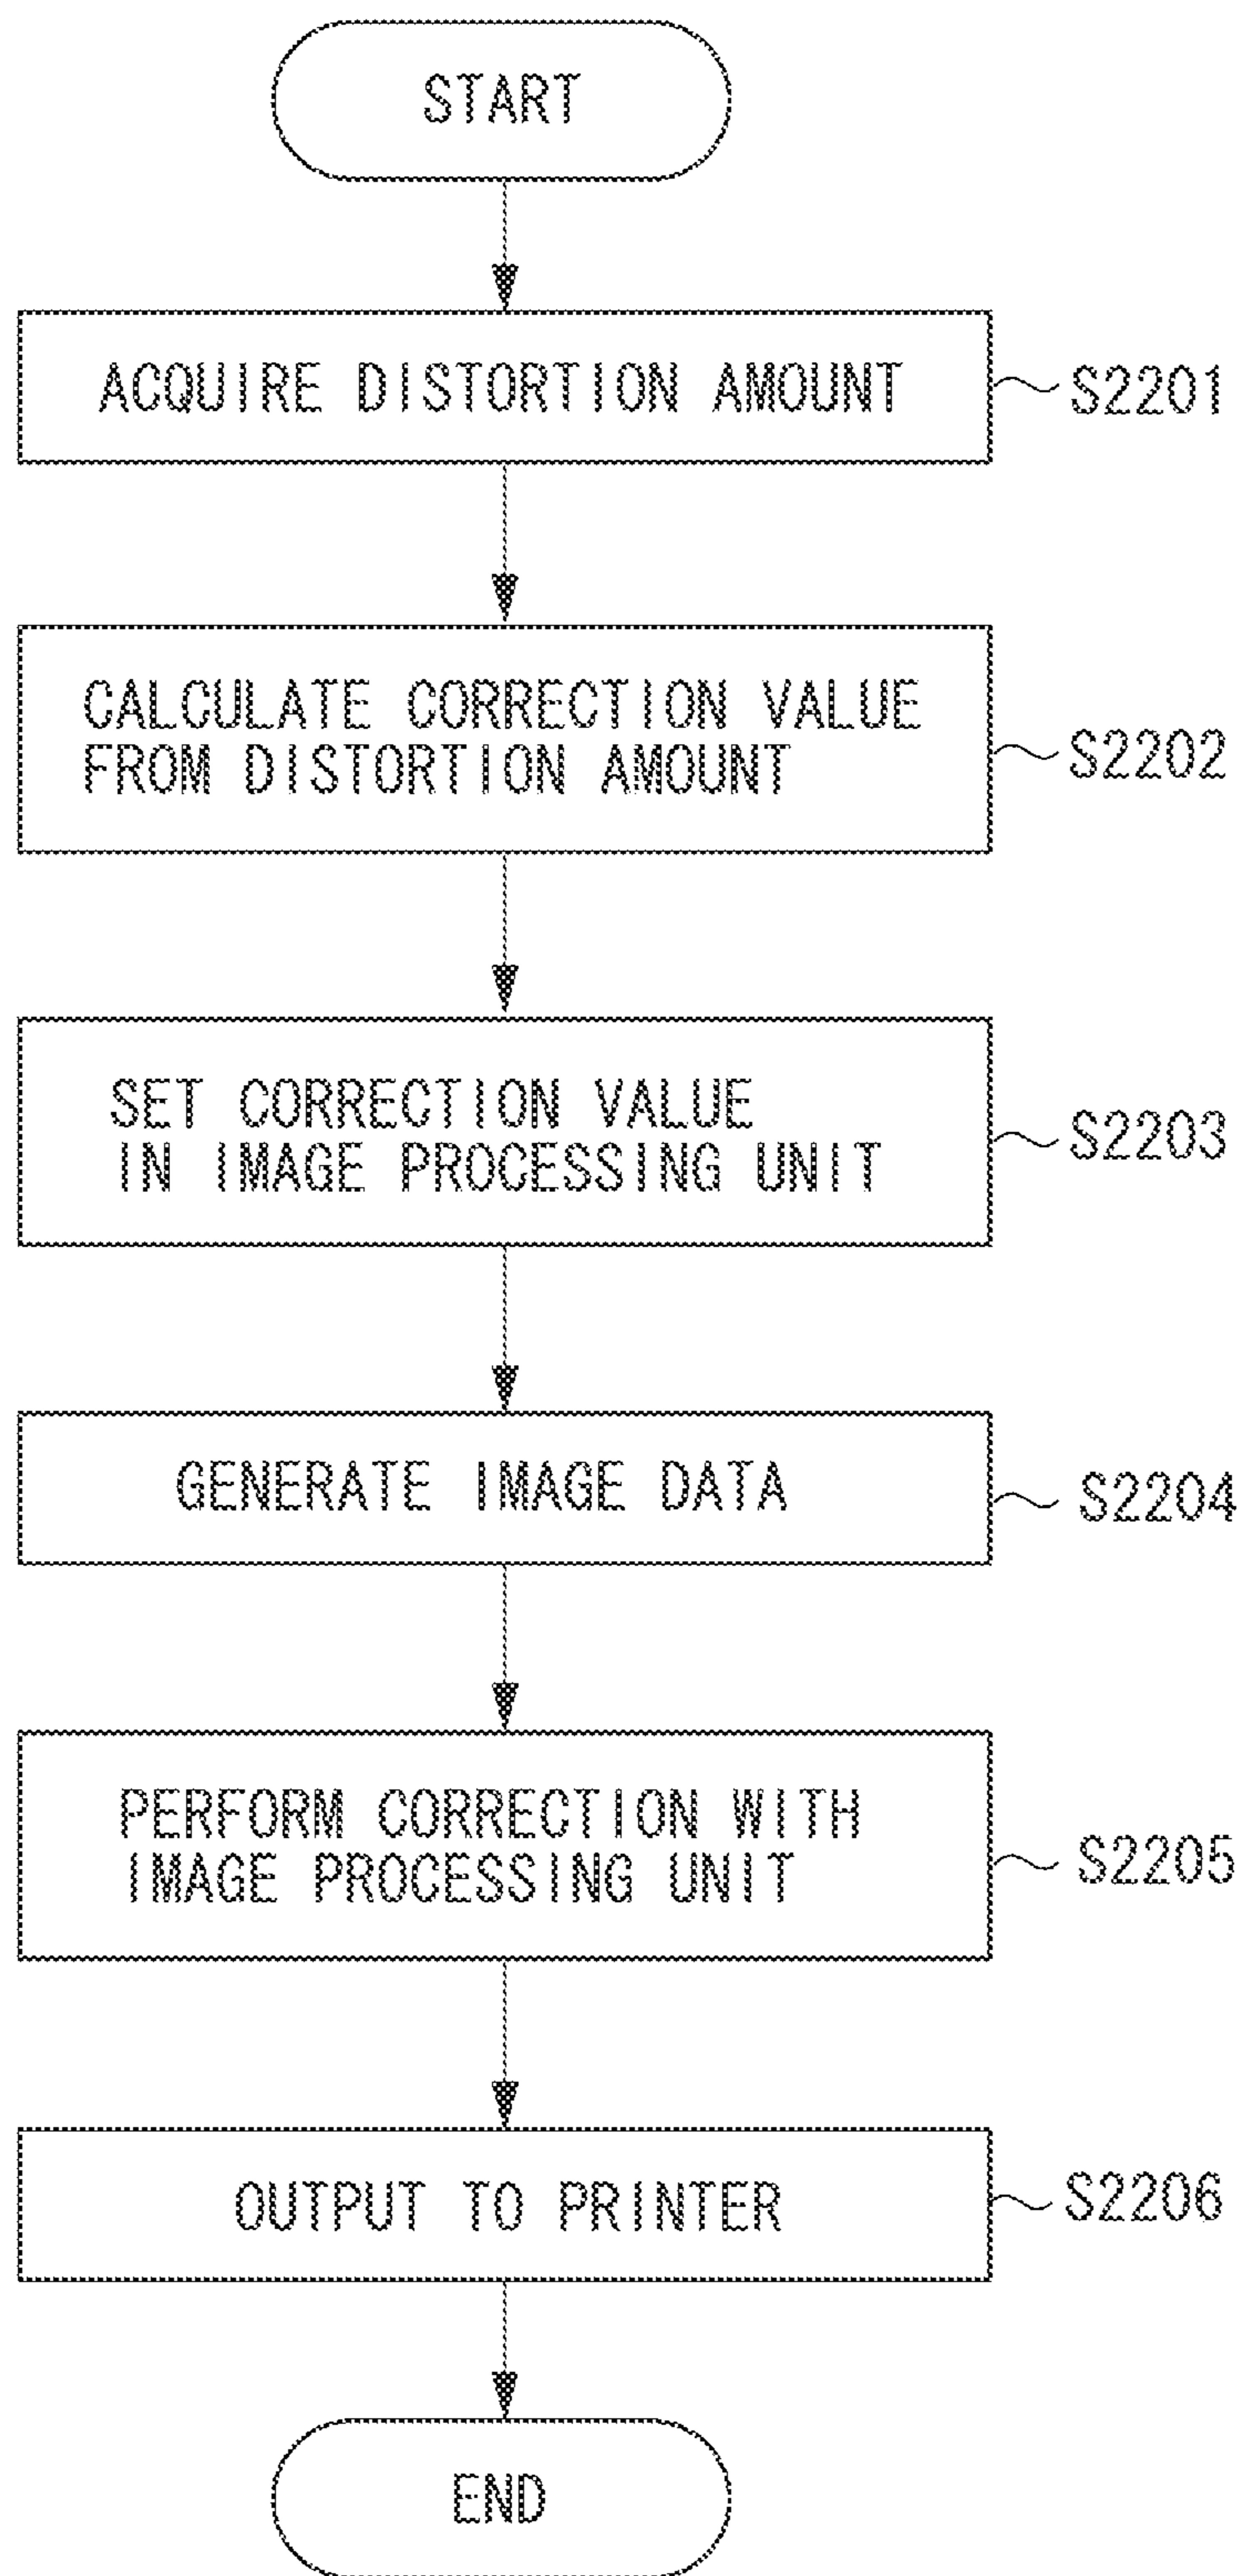 START
ACQUIRE DISTORTION AMOUNT
S2201
CALCULATE CORRECTION VALUE
FROM DISTORTION AMOUNT
S2202
SET CORRECTION VALUE
IN IMAGE PROCESSING UNIT
S2203
GENERATE IMAGE DATA
S2204
PERFORM CORRECTION WITH
IMAGE PROCESSING UNIT
S2205
OUTPUT TO PRINTER
S2206
END